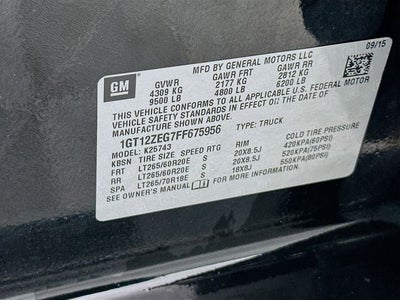 GM
MFD BY GENERAL MOTORS LLC
09/15
GVWR GAWR FRT GAWR RR
4309 KG 2177 KG 2812 KG
9500 LB 4800 LB 6200 LB
THIS VEHICLE CONFORMS TO ALL APPLICABLE U.S. FEDERAL MOTOR
VEHICLE SAFETY STANDARDS IN EFFECT ON THE DATE OF
MANUFACTURE SHOWN ABOVE.
1GT12ZEG7FF675956 TYPE: TRUCK
MODEL: K25743
KBSN TIRE SIZE SPEED RTG RIM COLD TIRE PRESSURE
FRT LT265/60R20E S 20X8.5J 420KPA(60PSI)
RR LT265/60R20E S 20X8.5J 520KPA(75PSI)
SPA LT265/70R18E S 18X8J 550KPA(80PSI)
SEE OWNER'S MANUAL FOR ADDITIONAL INFORMATION.